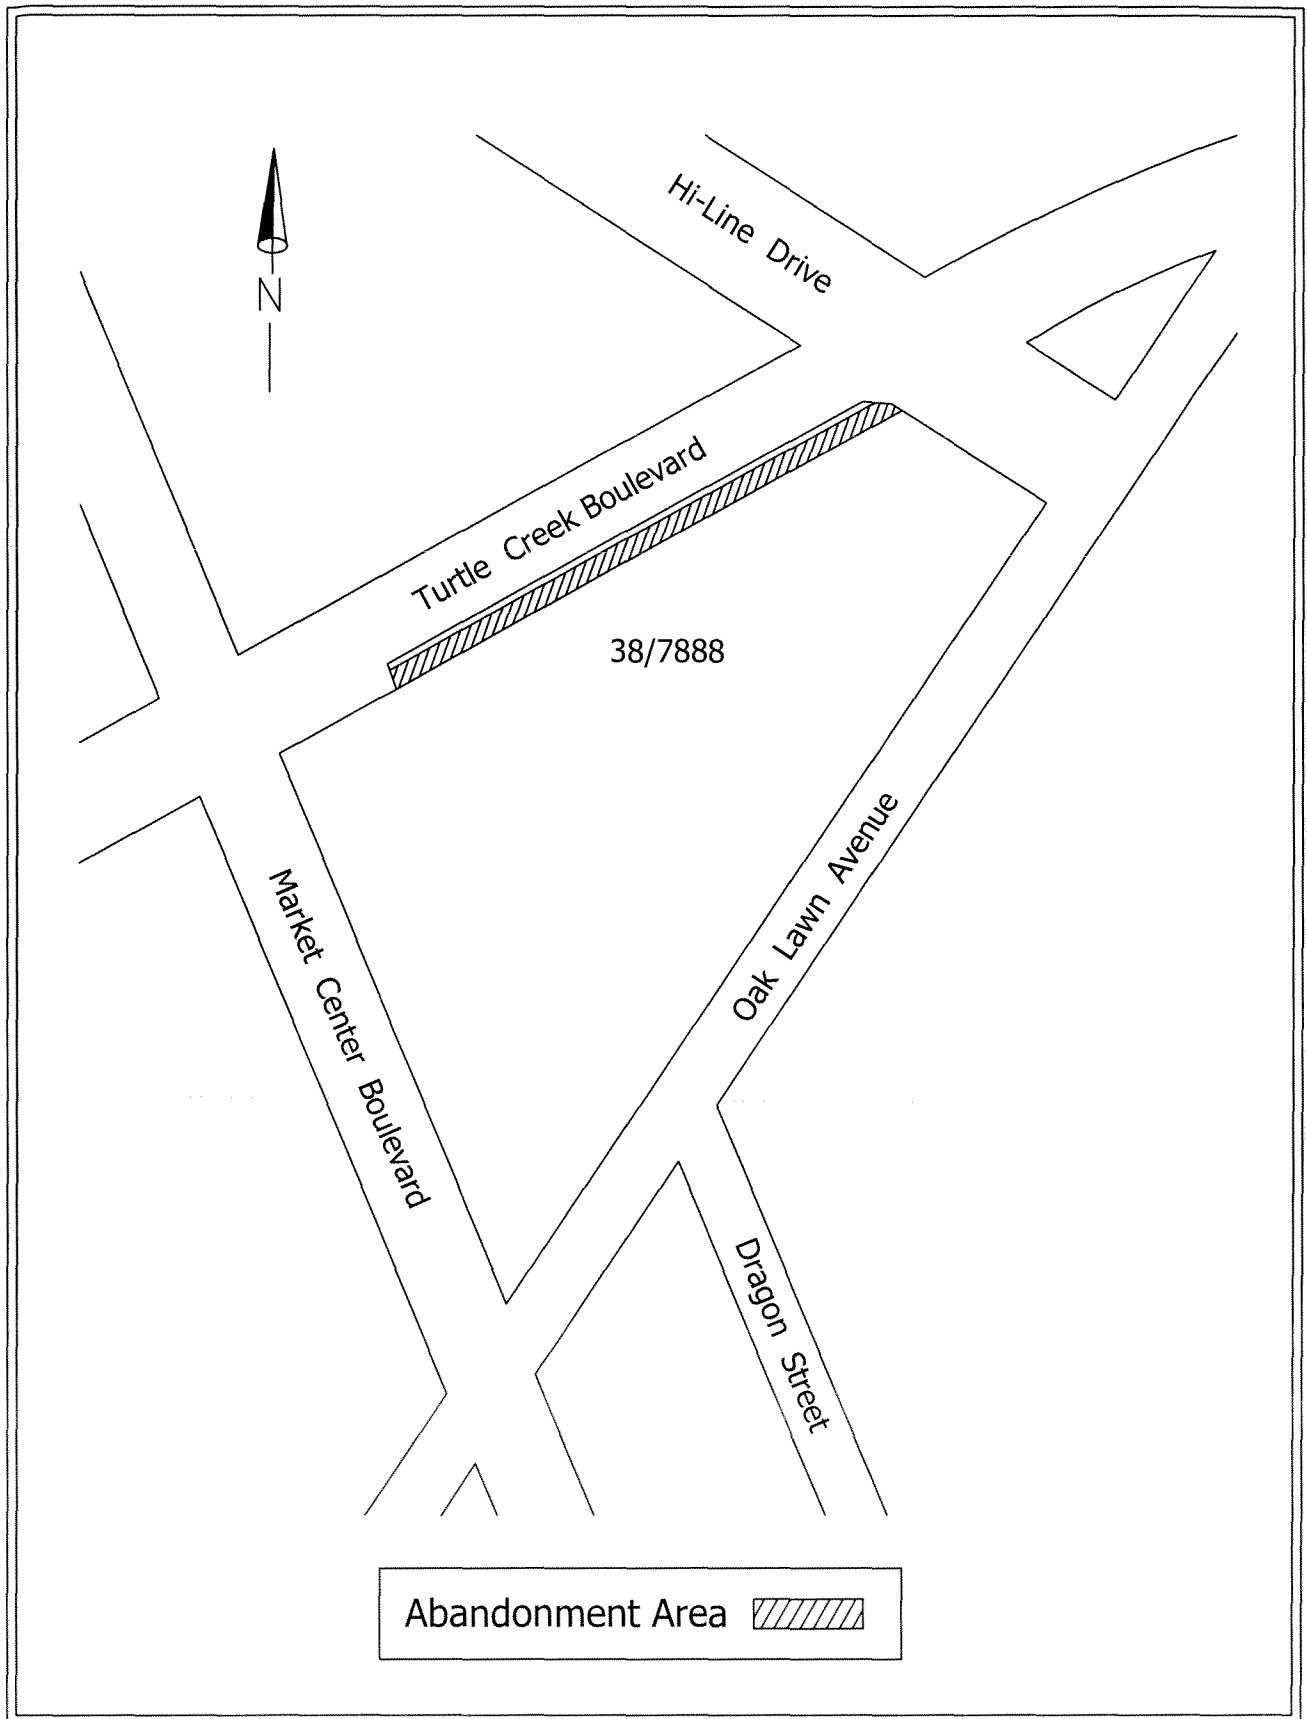 Hi-Line Drive
N
Turtle Creek Boulevard
38/7888
Oak Lawn Avenue
Market Center Boulevard
Dragon Street
Abandonment Area